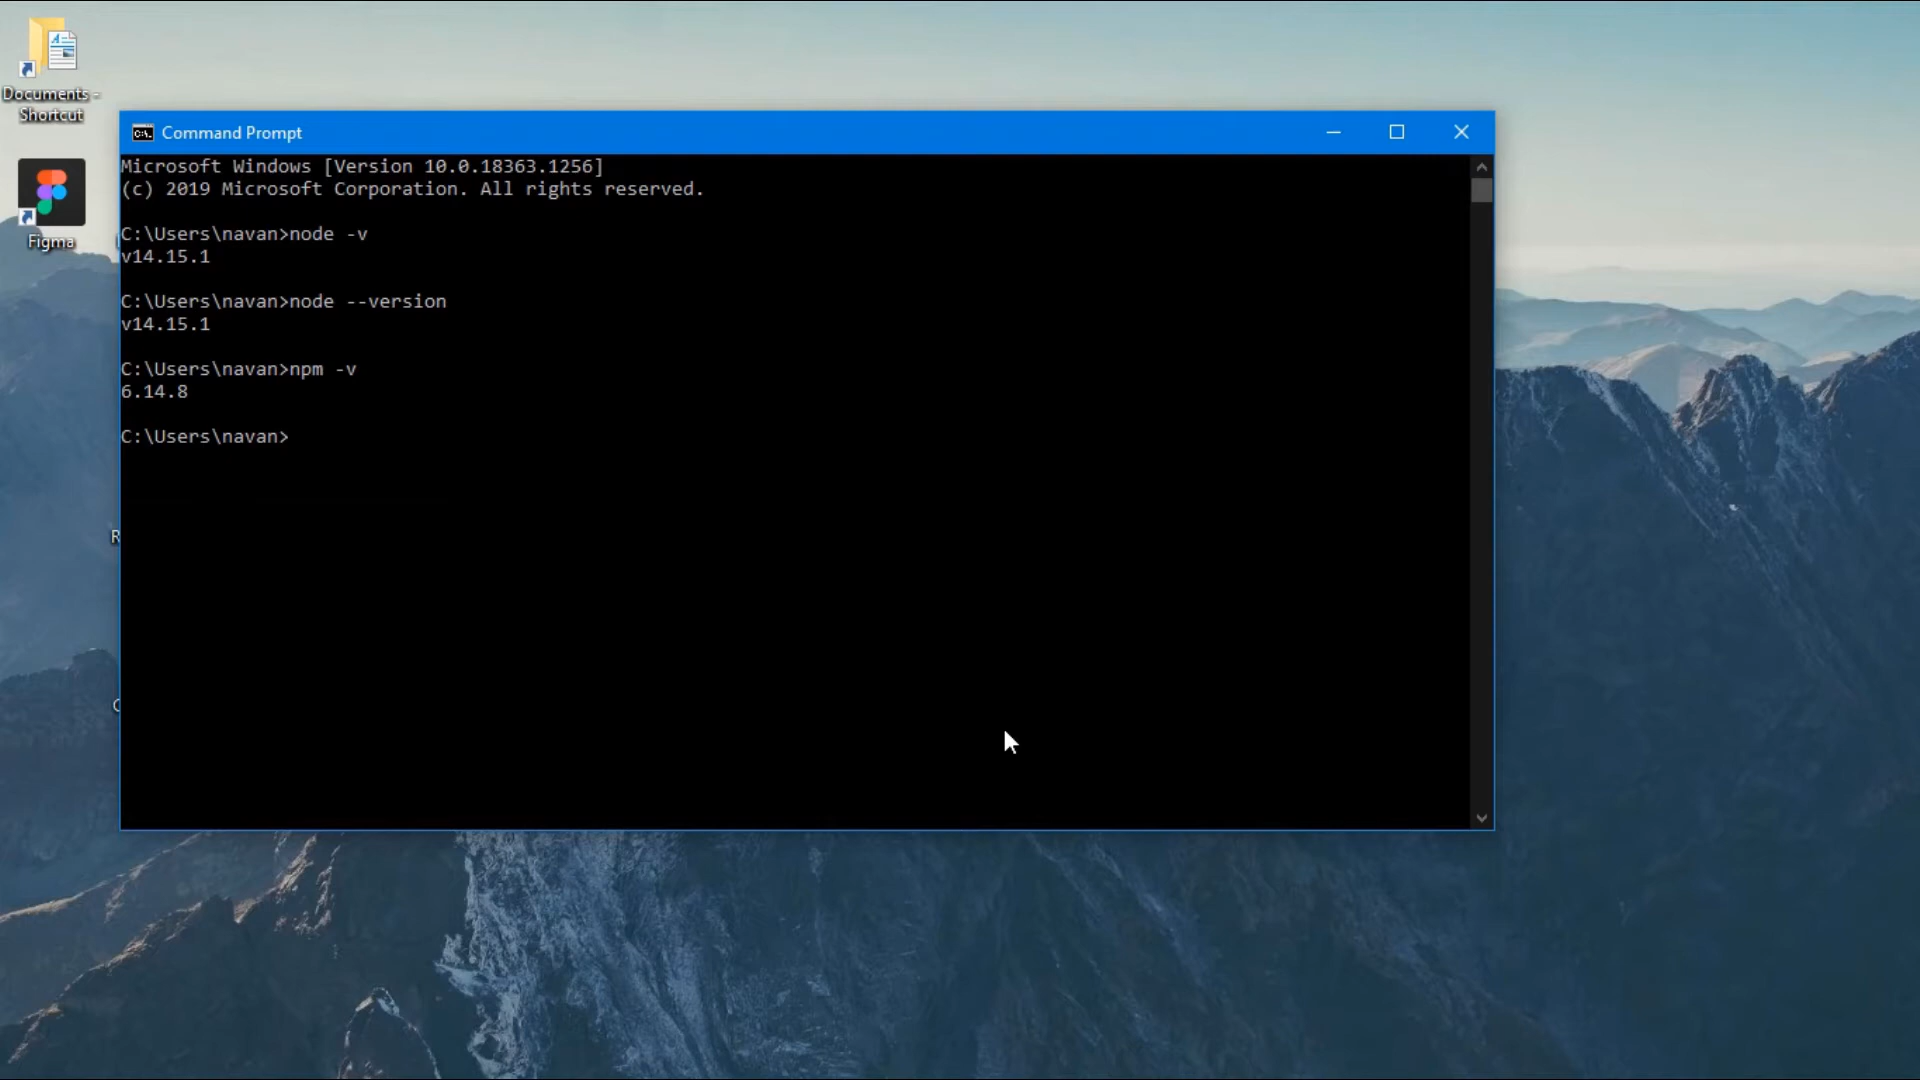 Documents -
Shortcut
Figma
Command Prompt
Microsoft Windows [Version 10.0.18363.1256]
(c) 2019 Microsoft Corporation. All rights reserved.
C:\Users\navan>node -v
v14.15.1
C:\Users\navan>node --version
v14.15.1
C:\Users\navan>npm -v
6.14.8
C:\Users\navan>